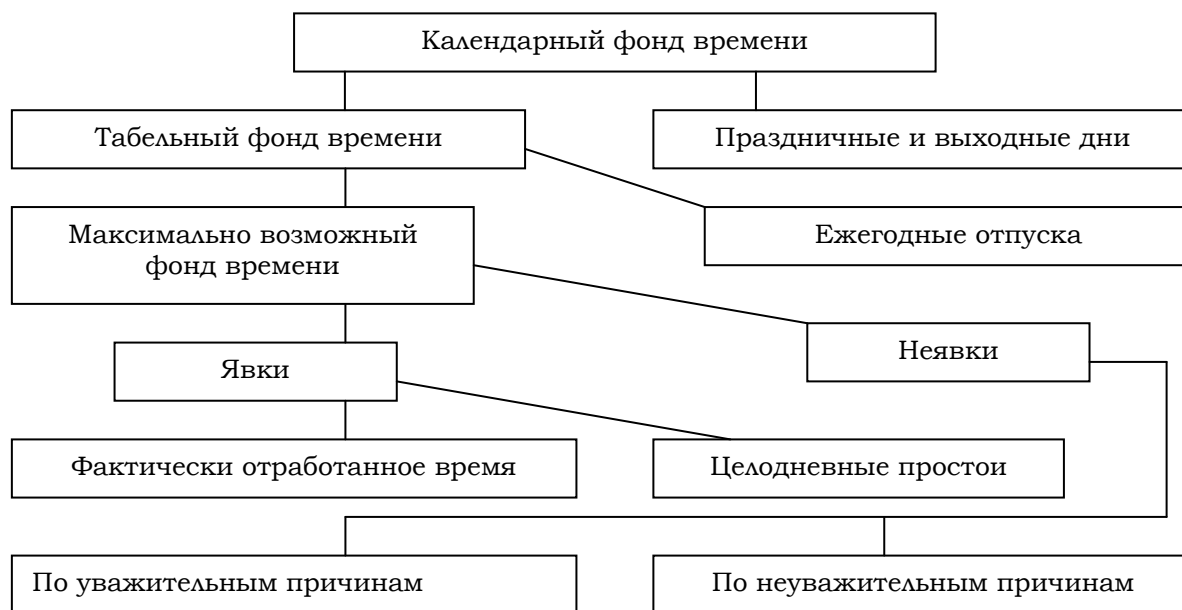 Календарный фонд времени
Табельный фонд времени
Праздничные и выходные дни
Максимально возможный
фонд времени
Ежегодные отпуска
Явки
Неявки
Фактически отработанное время
Целодневные простои
По уважительным причинам
По неуважительным причинам